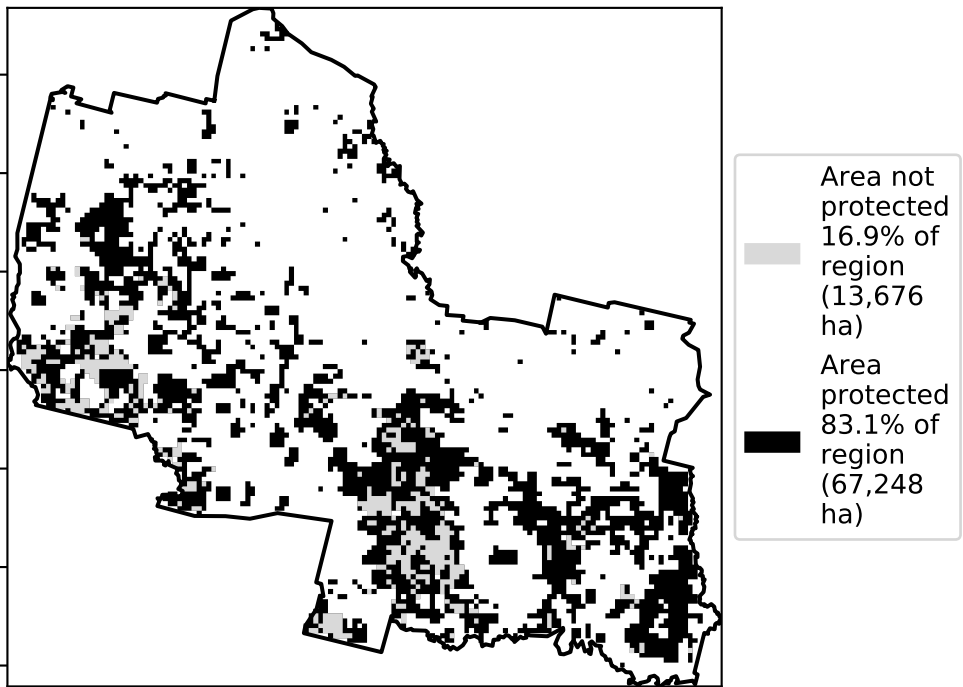 Area not
protected
16.9% of
region
(13,676
ha)
Area
protected
83.1% of
region
(67,248
ha)